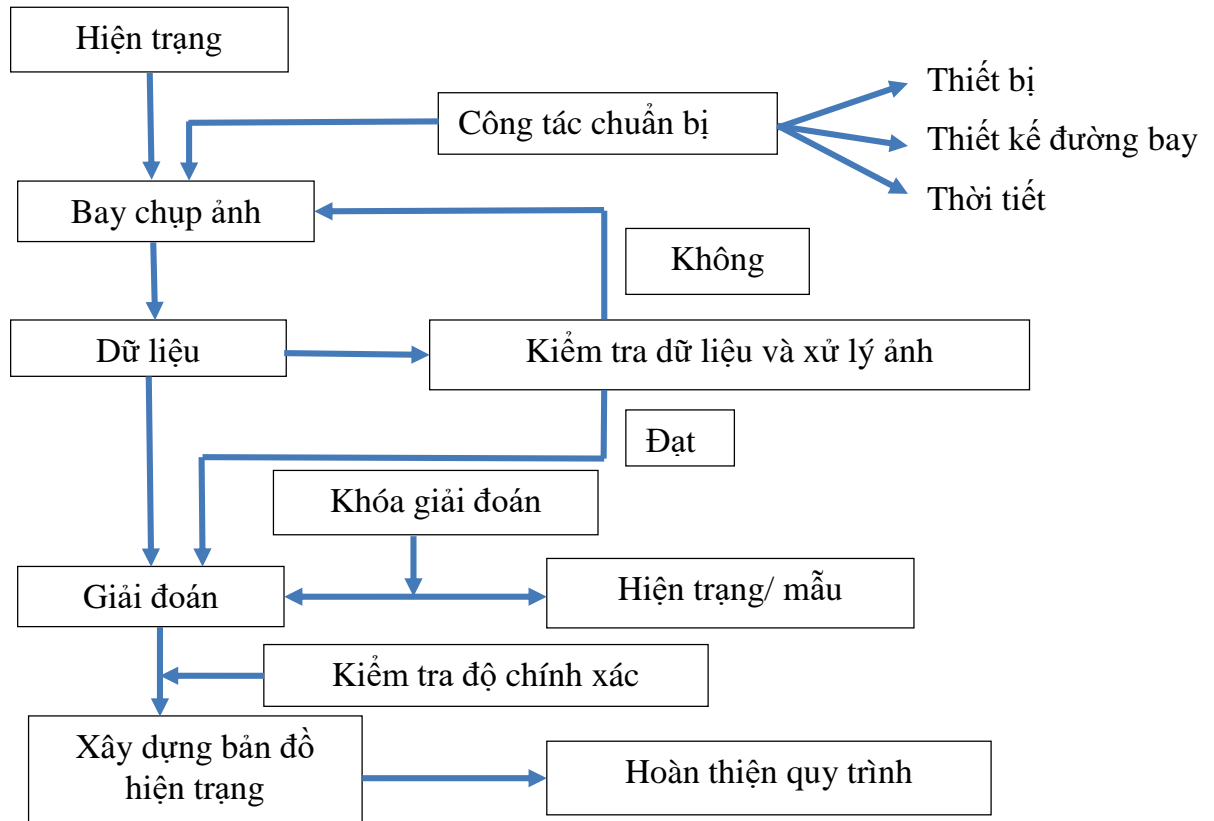 Hiện trạng
Thiết bị
Công tác chuẩn bị
Thiết kế đường bay
Thời tiết
Bay chụp ảnh
Không
Dữ liệu
Kiểm tra dữ liệu và xử lý ảnh
Đạt
Khóa giải đoán
Giải đoán
Hiện trạng/ mẫu
Kiểm tra độ chính xác
Xây dựng bản đồ
hiện trạng
Hoàn thiện quy trình